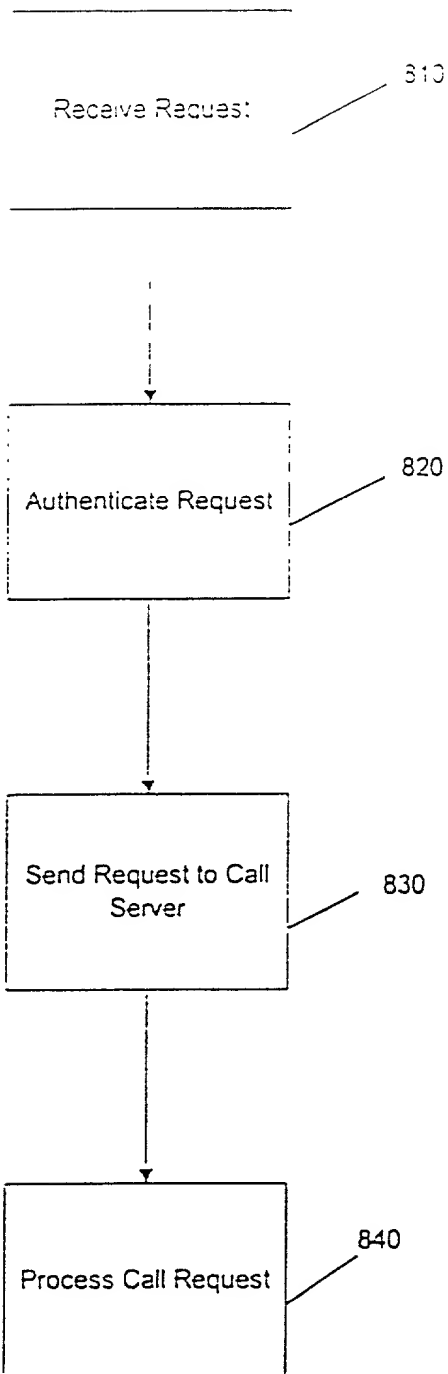 Receive Request
810
Authenticate Request
820
Send Request to Call
Server
830
Process Call Request
840